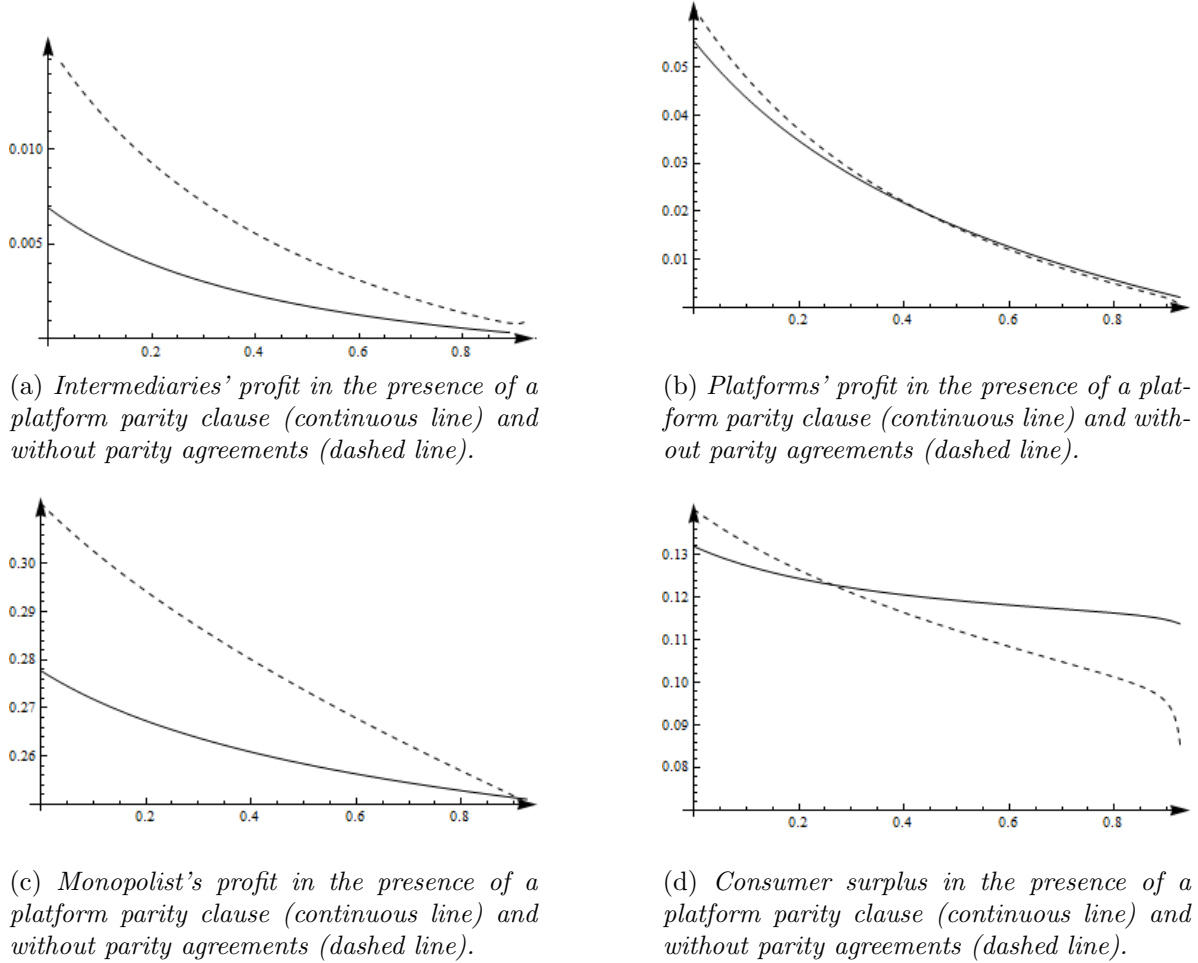 0.010
0.005
0.2 0.4 0.6 0.8
(a) Intermediaries' profit in the presence of a
platform parity clause (continuous line) and
without parity agreements (dashed line).
0.05
0.04
0.03
0.02
0.01
0.2 0.4 0.6 0.8
(b) Platforms' profit in the presence of a plat-
form parity clause (continuous line) and with-
out parity agreements (dashed line).
0.30
0.29
0.28
0.27
0.26
0.2 0.4 0.6 0.8
(c) Monopolist's profit in the presence of a
platform parity clause (continuous line) and
without parity agreements (dashed line).
0.13
0.12
0.11
0.10
0.09
0.08
0.2 0.4 0.6 0.8
(d) Consumer surplus in the presence of a
platform parity clause (continuous line) and
without parity agreements (dashed line).